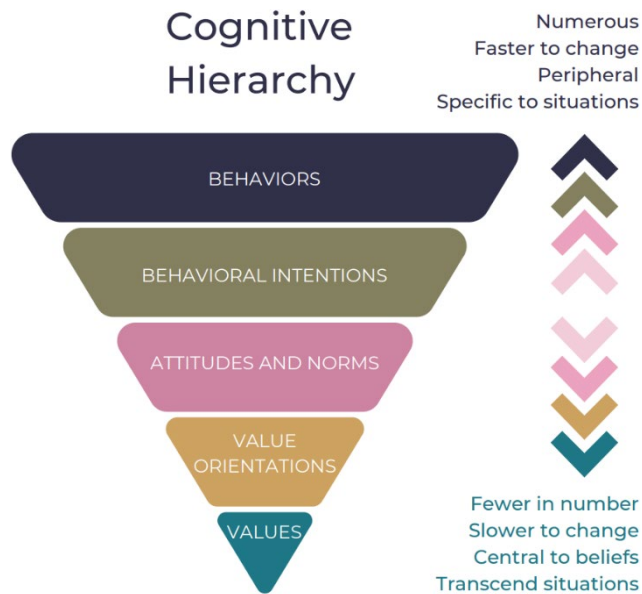 Cognitive
Hierarchy
Numerous
Faster to change
Peripheral
Specific to situations
BEHAVIORS
BEHAVIORAL INTENTIONS
ATTITUDES AND NORMS
VALUE
ORIENTATIONS
VALUES
Fewer in number
Slower to change
Central to beliefs
Transcend situations